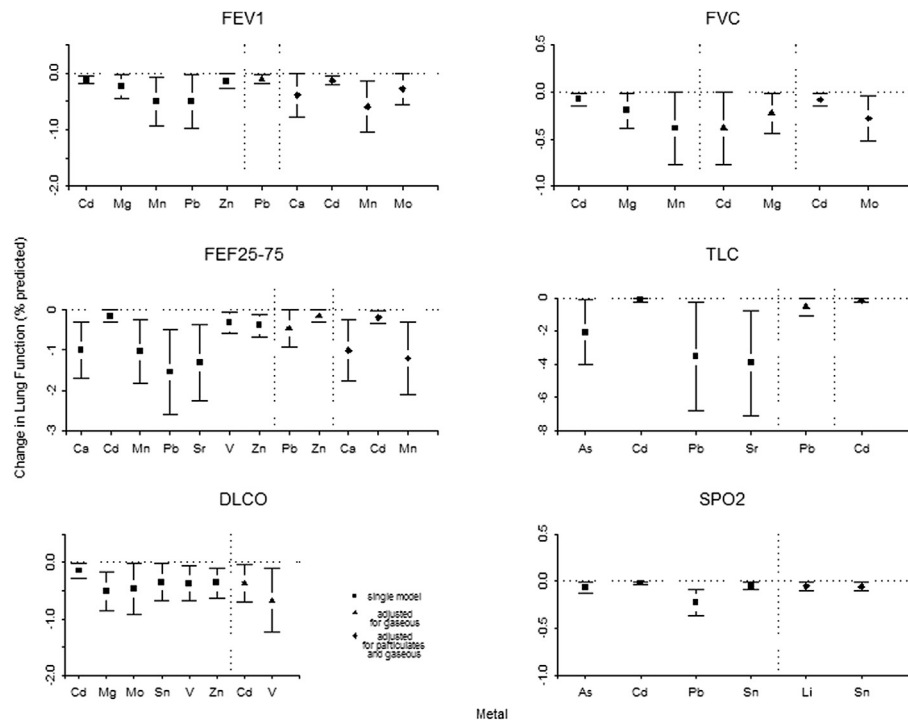 FEV1
0.0
-1.0
-2.0
Cd Mg Mn Pb Zn Pb Ca Cd Mn Mo
FVC
0.5
0.0
-0.5
-1.0
Cd Mg Mn Cd Mg Cd Mo
Change in Lung Function (% predicted)
FEF25-75
0
-1
-2
-3
Ca Cd Mn Pb Sr V Zn Pb Zn Ca Cd Mn
TLC
0
-2
-4
-6
-8
As Cd Pb Sr Pb Cd
DLCO
0.0
-1.0
-2.0
Cd Mg Mo Sn V Zn Cd V
single model
adjusted
for gaseous
adjusted
for particulates
and gaseous
SPO2
0.5
0.0
-0.5
-1.0
As Cd Pb Sn Li Sn
Metal